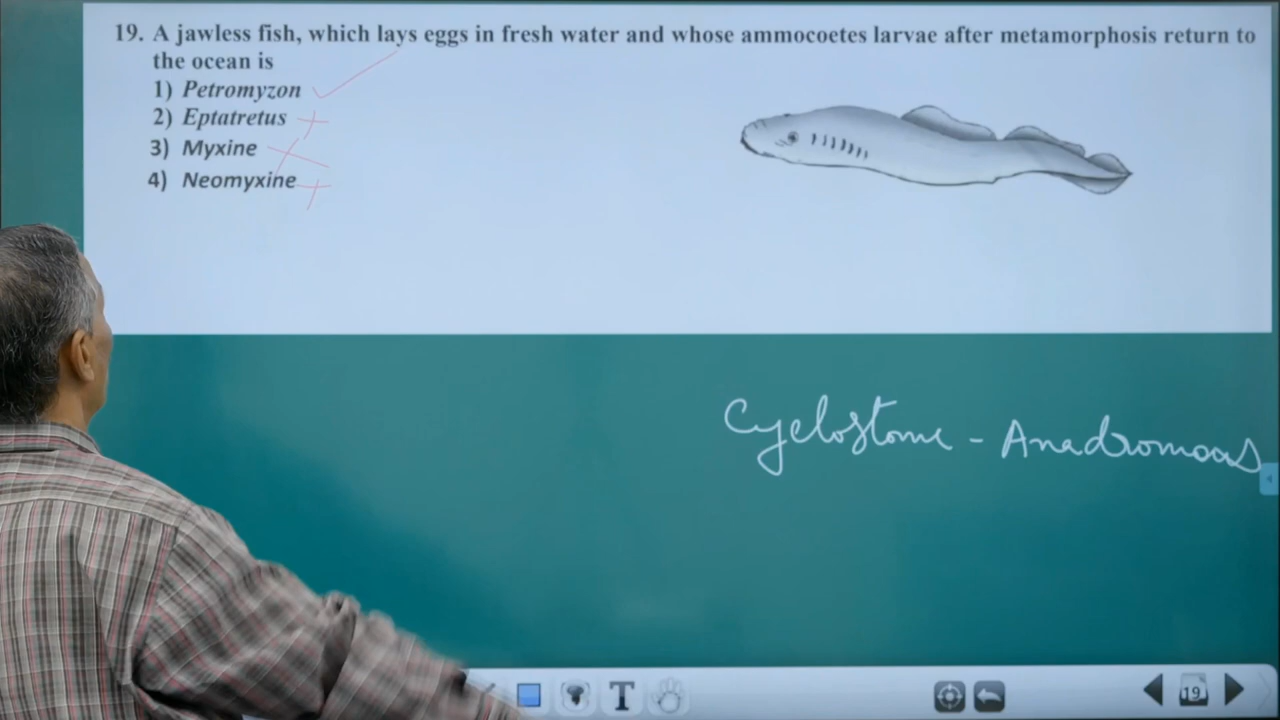 19. A jawless fish, which lays eggs in fresh water and whose ammocoetes larvae after metamorphosis return to
the ocean is
1) Petromyzon
2) Eptatretus
3) Myxine
4) Neomyxine
Cyclostome - Anadromous
T
19